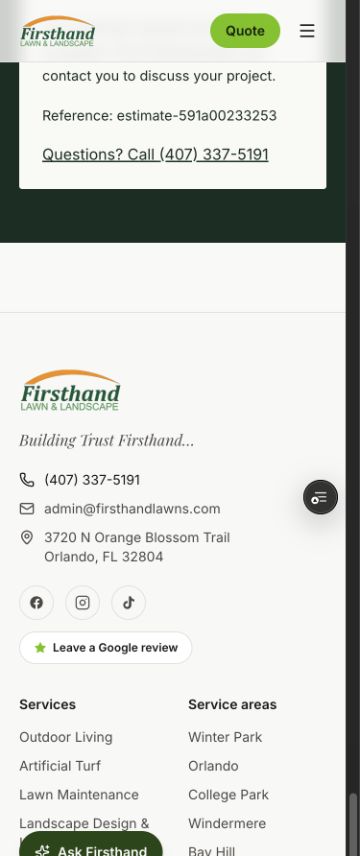 Firsthand
LAWN & LANDSCAPE
Quote
contact you to discuss your project.
Reference: estimate-591a00233253
Questions? Call (407) 337-5191
Firsthand
LAWN & LANDSCAPE
Building Trust Firsthand...
(407) 337-5191
admin@firsthandlawns.com
3720 N Orange Blossom Trail
Orlando, FL 32804
Leave a Google review
Services
Outdoor Living
Artificial Turf
Lawn Maintenance
Landscape Design &
Service areas
Winter Park
Orlando
College Park
Windermere
Bay Hill
Ask Firsthand